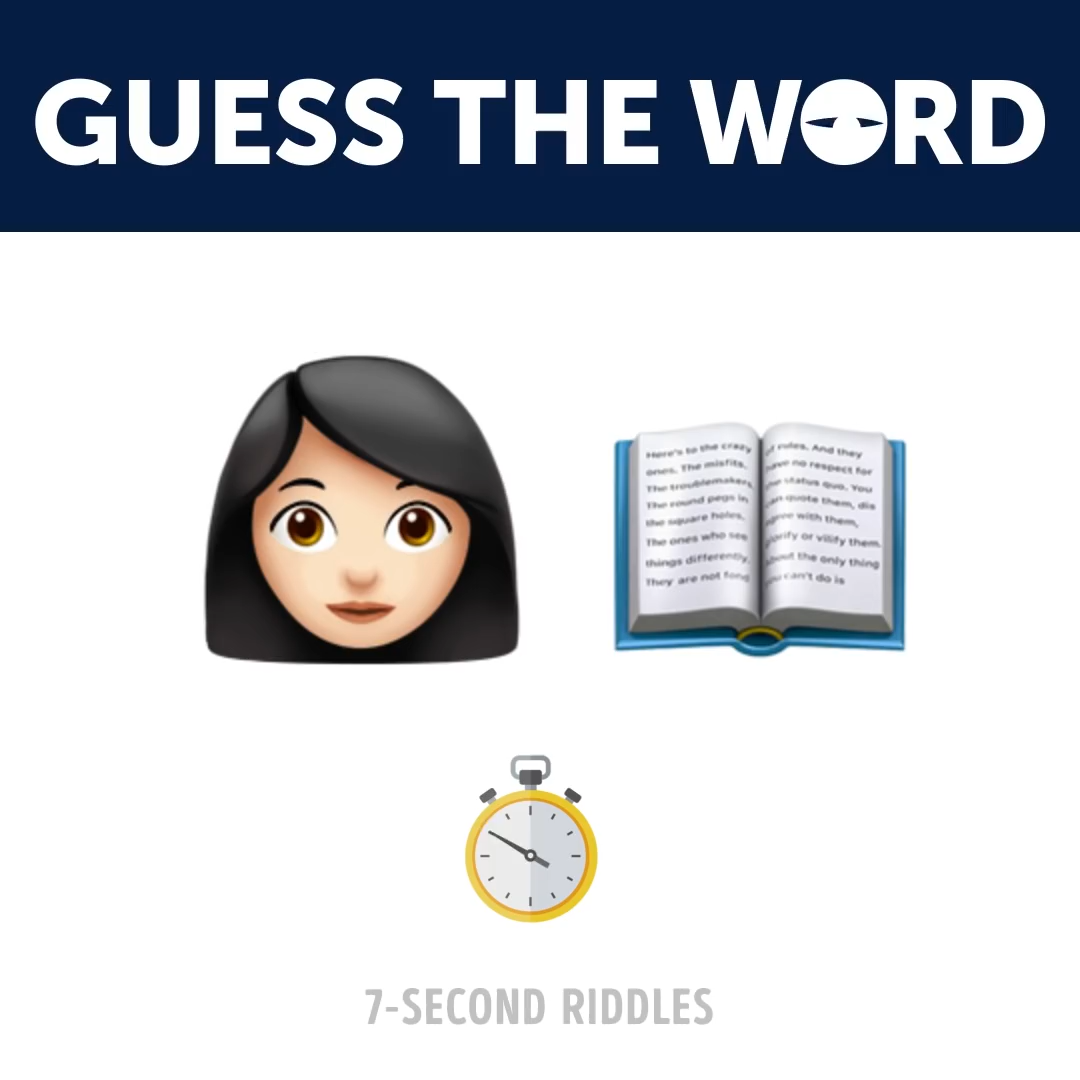 GUESS THE WORD
Here's to the crazy
ones. The misfits.
The troublemakers.
The round pegs in
the square holes.
The ones who see
things differently.
They are not fond
of rules. And they
have no respect for
the status quo. You
can quote them, dis
agree with them,
glorify or vilify them.
about the only thing
you can't do is
7-SECOND RIDDLES